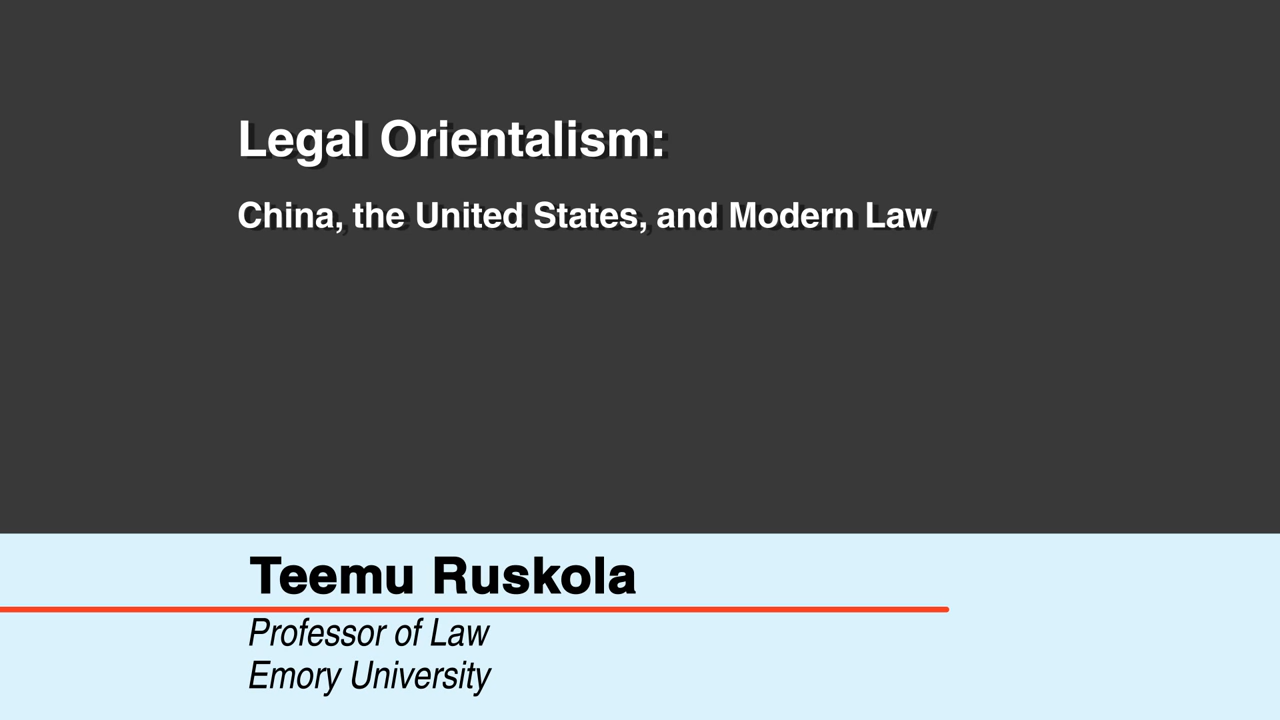 Legal Orientalism:
China, the United States, and Modern Law
Teemu Ruskola
Professor of Law
Emory University